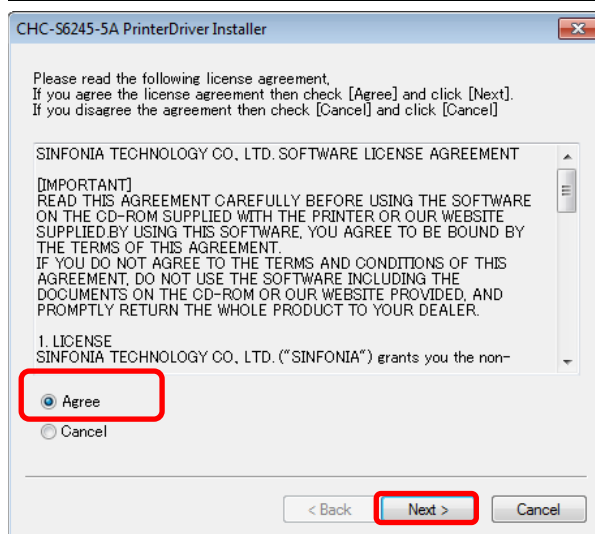 CHC-S6245-5A PrinterDriver Installer
Please read the following license agreement,
If you agree the license agreement then check [Agree] and click [Next].
If you disagree the agreement then check [Cancel] and click [Cancel]
SINFONIA TECHNOLOGY CO., LTD. SOFTWARE LICENSE AGREEMENT
[IMPORTANT]
READ THIS AGREEMENT CAREFULLY BEFORE USING THE SOFTWARE
ON THE CD-ROM SUPPLIED WITH THE PRINTER OR OUR WEBSITE
SUPPLIED.BY USING THIS SOFTWARE, YOU AGREE TO BE BOUND BY
THE TERMS OF THIS AGREEMENT.
IF YOU DO NOT AGREE TO THE TERMS AND CONDITIONS OF THIS
AGREEMENT, DO NOT USE THE SOFTWARE INCLUDING THE
DOCUMENTS ON THE CD-ROM OR OUR WEBSITE PROVIDED, AND
PROMPTLY RETURN THE WHOLE PRODUCT TO YOUR DEALER.
1. LICENSE
SINFONIA TECHNOLOGY CO., LTD. ("SINFONIA") grants you the non-
Agree
Cancel
< Back Next > Cancel